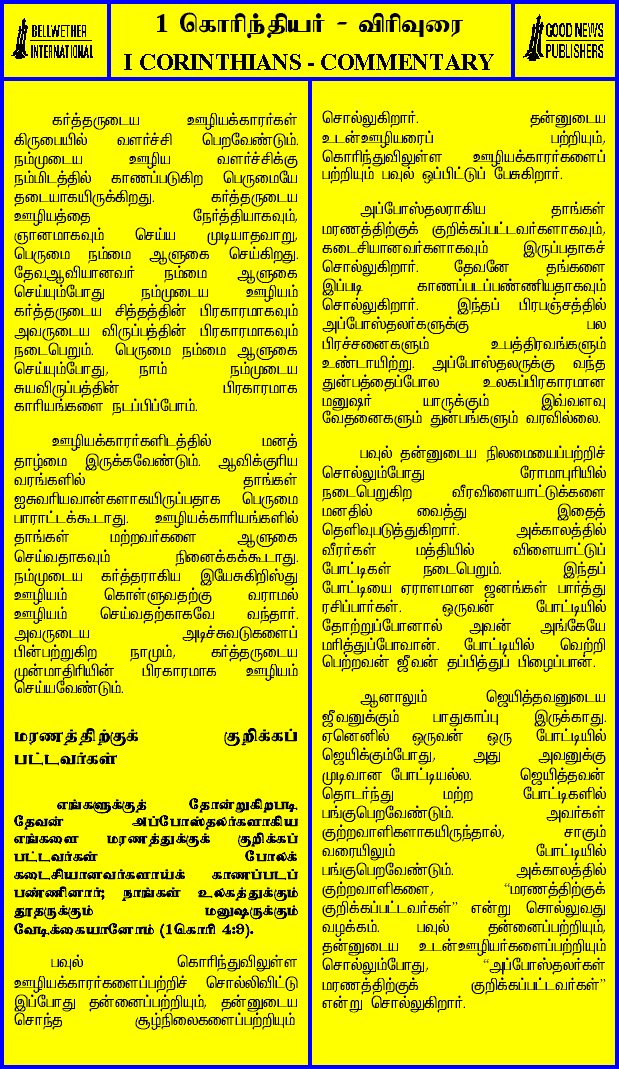 BELLWETHER
INTERNATIONAL
1 கொரிந்தியர் - விரிவுரை
I CORINTHIANS - COMMENTARY
GOOD NEWS
PUBLISHERS
கர்த்தருடைய ஊழியக்காரர்கள்
கிருபையில் வளர்ச்சி பெறவேண்டும்.
நம்முடைய ஊழிய வளர்ச்சிக்கு
நம்மிடத்தில் காணப்படுகிற பெருமையே
தடையாகயிருக்கிறது. கர்த்தருடைய
ஊழியத்தை நேர்த்தியாகவும்,
ஞானமாகவும் செய்ய முடியாதவாறு,
பெருமை நம்மை ஆளுகை செய்கிறது.
தேவஆவியானவர் நம்மை ஆளுகை
செய்யும்போது நம்முடைய ஊழியம்
கர்த்தருடைய சித்தத்தின் பிரகாரமாகவும்
அவருடைய விருப்பத்தின் பிரகாரமாகவும்
நடைபெறும். பெருமை நம்மை ஆளுகை
செய்யும்போது, நாம் நம்முடைய
சுயவிருப்பத்தின் பிரகாரமாக
காரியங்களை நடப்பிப்போம்.
ஊழியக்காரர்களிடத்தில் மனத்
தாழ்மை இருக்கவேண்டும். ஆவிக்குரிய
வரங்களில் தாங்கள்
ஐசுவரியவான்களாகயிருப்பதாக பெருமை
பாராட்டக்கூடாது. ஊழியக்காரியங்களில்
தாங்கள் மற்றவர்களை ஆளுகை
செய்வதாகவும் நினைக்கக்கூடாது.
நம்முடைய கர்த்தராகிய இயேசுகிறிஸ்து
ஊழியம் கொள்ளுவதற்கு வராமல்
ஊழியம் செய்வதற்காகவே வந்தார்.
அவருடைய அடிச்சுவடுகளைப்
பின்பற்றுகிற நாமும், கர்த்தருடைய
முன்மாதிரியின் பிரகாரமாக ஊழியம்
செய்யவேண்டும்.
மரணத்திற்குக் குறிக்கப்
பட்டவர்கள்
எங்களுக்குத் தோன்றுகிறபடி,
தேவன் அப்போஸ்தலர்களாகிய
எங்களை மரணத்துக்குக் குறிக்கப்
பட்டவர்கள் போலக்
கடைசியானவர்களாய்க் காணப்படப்
பண்ணினார்; நாங்கள் உலகத்துக்கும்
தூதருக்கும் மனுஷருக்கும்
வேடிக்கையானோம் (1கொரி 4:9).
பவுல் கொரிந்துவிலுள்ள
ஊழியக்காரர்களைப்பற்றிச் சொல்லிவிட்டு
இப்போது தன்னைப்பற்றியும், தன்னுடைய
சொந்த சூழ்நிலைகளைப்பற்றியும்
சொல்லுகிறார். தன்னுடைய
உடன்ஊழியரைப் பற்றியும்,
கொரிந்துவிலுள்ள ஊழியக்காரர்களைப்
பற்றியும் பவுல் ஒப்பிட்டுப் பேசுகிறார்.
அப்போஸ்தலராகிய தாங்கள்
மரணத்திற்குக் குறிக்கப்பட்டவர்களாகவும்,
கடைசியானவர்களாகவும் இருப்பதாகச்
சொல்லுகிறார். தேவனே தங்களை
இப்படி காணப்படப்பண்ணியதாகவும்
சொல்லுகிறார். இந்தப் பிரபஞ்சத்தில்
அப்போஸ்தலர்களுக்கு பல
பிரச்சனைகளும் உபத்திரவங்களும்
உண்டாயிற்று. அப்போஸ்தலருக்கு வந்த
துன்பத்தைப்போல உலகப்பிரகாரமான
மனுஷர் யாருக்கும் இவ்வளவு
வேதனைகளும் துன்பங்களும் வரவில்லை.
பவுல் தன்னுடைய நிலமையைப்பற்றிச்
சொல்லும்போது ரோமாபுரியில்
நடைபெறுகிற வீரவிளையாட்டுக்களை
மனதில் வைத்து இதைத்
தெளிவுபடுத்துகிறார். அக்காலத்தில்
வீரர்கள் மத்தியில் விளையாட்டுப்
போட்டிகள் நடைபெறும். இந்தப்
போட்டியை ஏராளமான ஜனங்கள் பார்த்து
ரசிப்பார்கள். ஒருவன் போட்டியில்
தோற்றுப்போனால் அவன் அங்கேயே
மரித்துப்போவான். போட்டியில் வெற்றி
பெற்றவன் ஜீவன் தப்பித்துப் பிழைப்பான்.
ஆனாலும் ஜெயித்தவனுடைய
ஜீவனுக்கும் பாதுகாப்பு இருக்காது.
ஏனெனில் ஒருவன் ஒரு போட்டியில்
ஜெயிக்கும்போது, அது அவனுக்கு
முடிவான போட்டியல்ல. ஜெயித்தவன்
தொடர்ந்து மற்ற போட்டிகளில்
பங்குபெறவேண்டும். அவர்கள்
குற்றவாளிகளாகயிருந்தால், சாகும்
வரையிலும் போட்டியில்
பங்குபெறவேண்டும். அக்காலத்தில்
குற்றவாளிகளை, “மரணத்திற்குக்
குறிக்கப்பட்டவர்கள்” என்று சொல்லுவது
வழக்கம். பவுல் தன்னைப்பற்றியும்,
தன்னுடைய உடன்ஊழியர்களைப்பற்றியும்
சொல்லும்போது, “அப்போஸ்தலர்கள்
மரணத்திற்குக் குறிக்கப்பட்டவர்கள்”
என்று சொல்லுகிறார்.